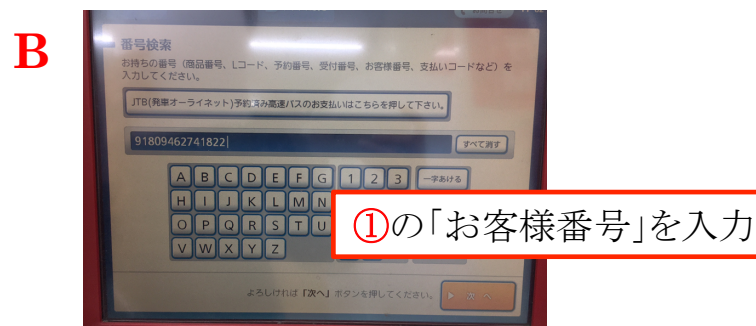 B
番号検索
お持ちの番号（商品番号、Lコード、予約番号、受付番号、お客様番号、支払いコードなど）を
入力してください。
JTB(発車オーライネット)予約済み高速バスのお支払いはこちらを押して下さい。
91809462741822
すべて消す
A B C D E F G 1 2 3 一字あける
H I J K L M N
O P Q R S T U
V W X Y Z
①の「お客様番号」を入力
よろしければ「次へ」ボタンを押してください。
次へ